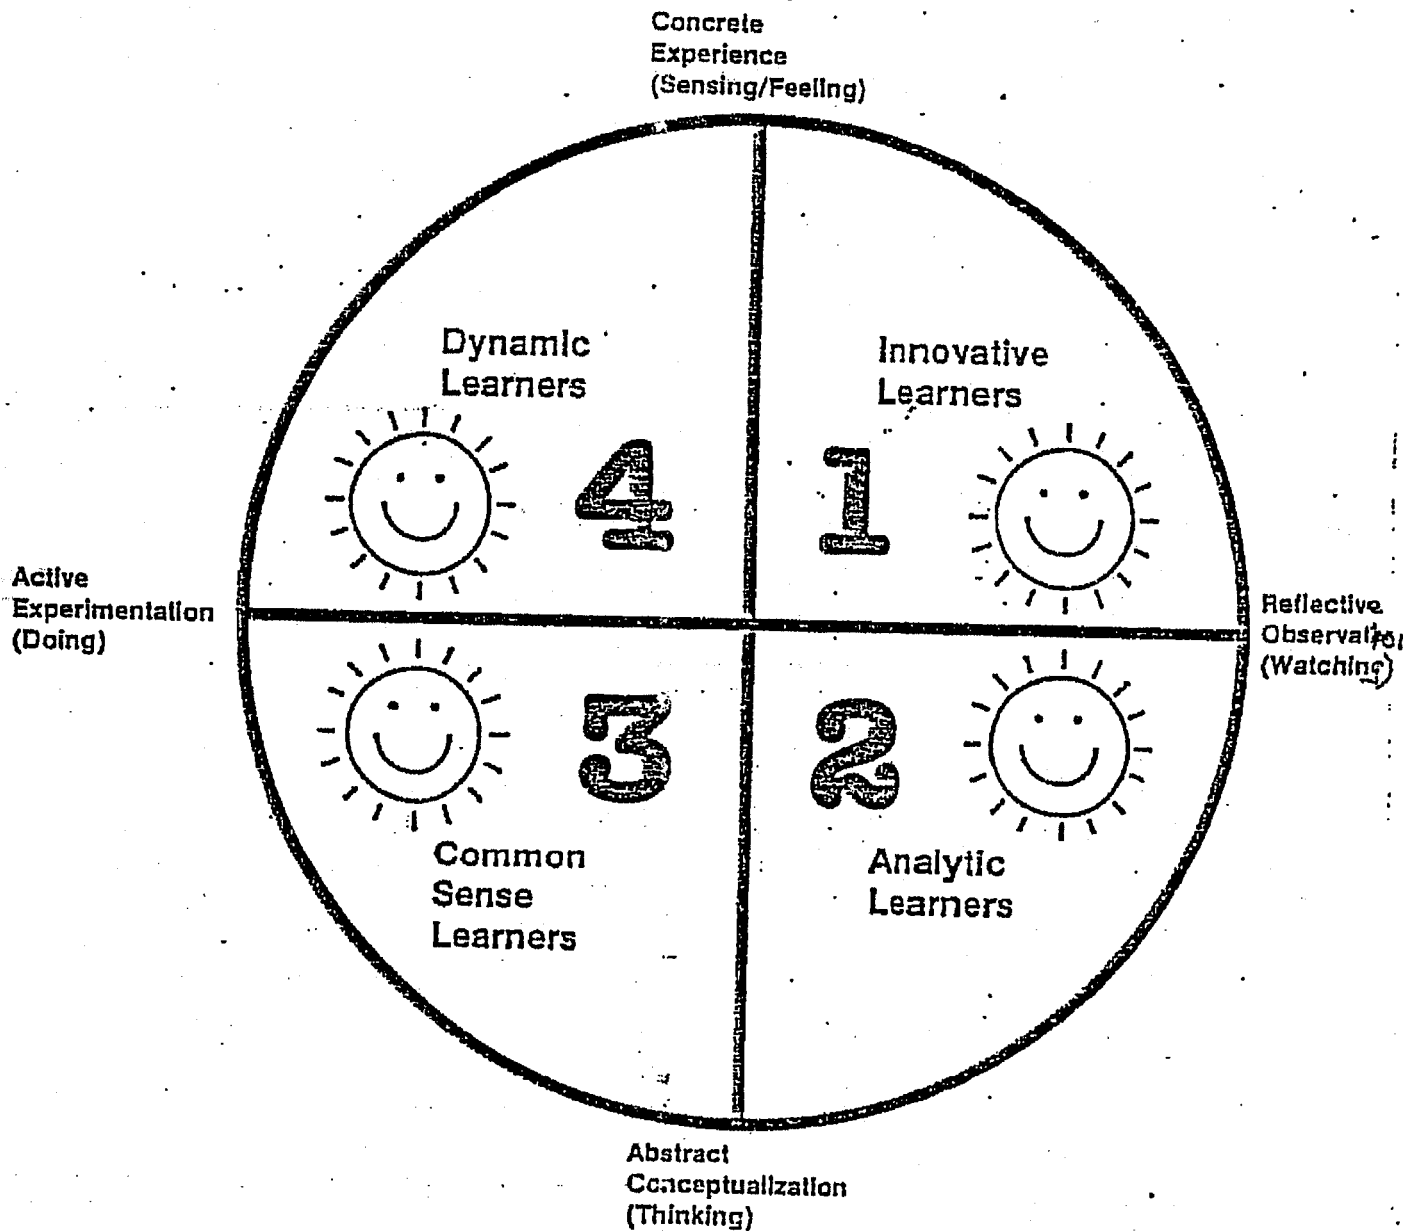 Concrete
Experience
(Sensing/Feeling)
Dynamic
Learners
Innovative
Learners
4
1
Active
Experimentation
(Doing)
Reflective
Observation
(Watching)
3
2
Common
Sense
Learners
Analytic
Learners
Abstract
Conceptualization
(Thinking)